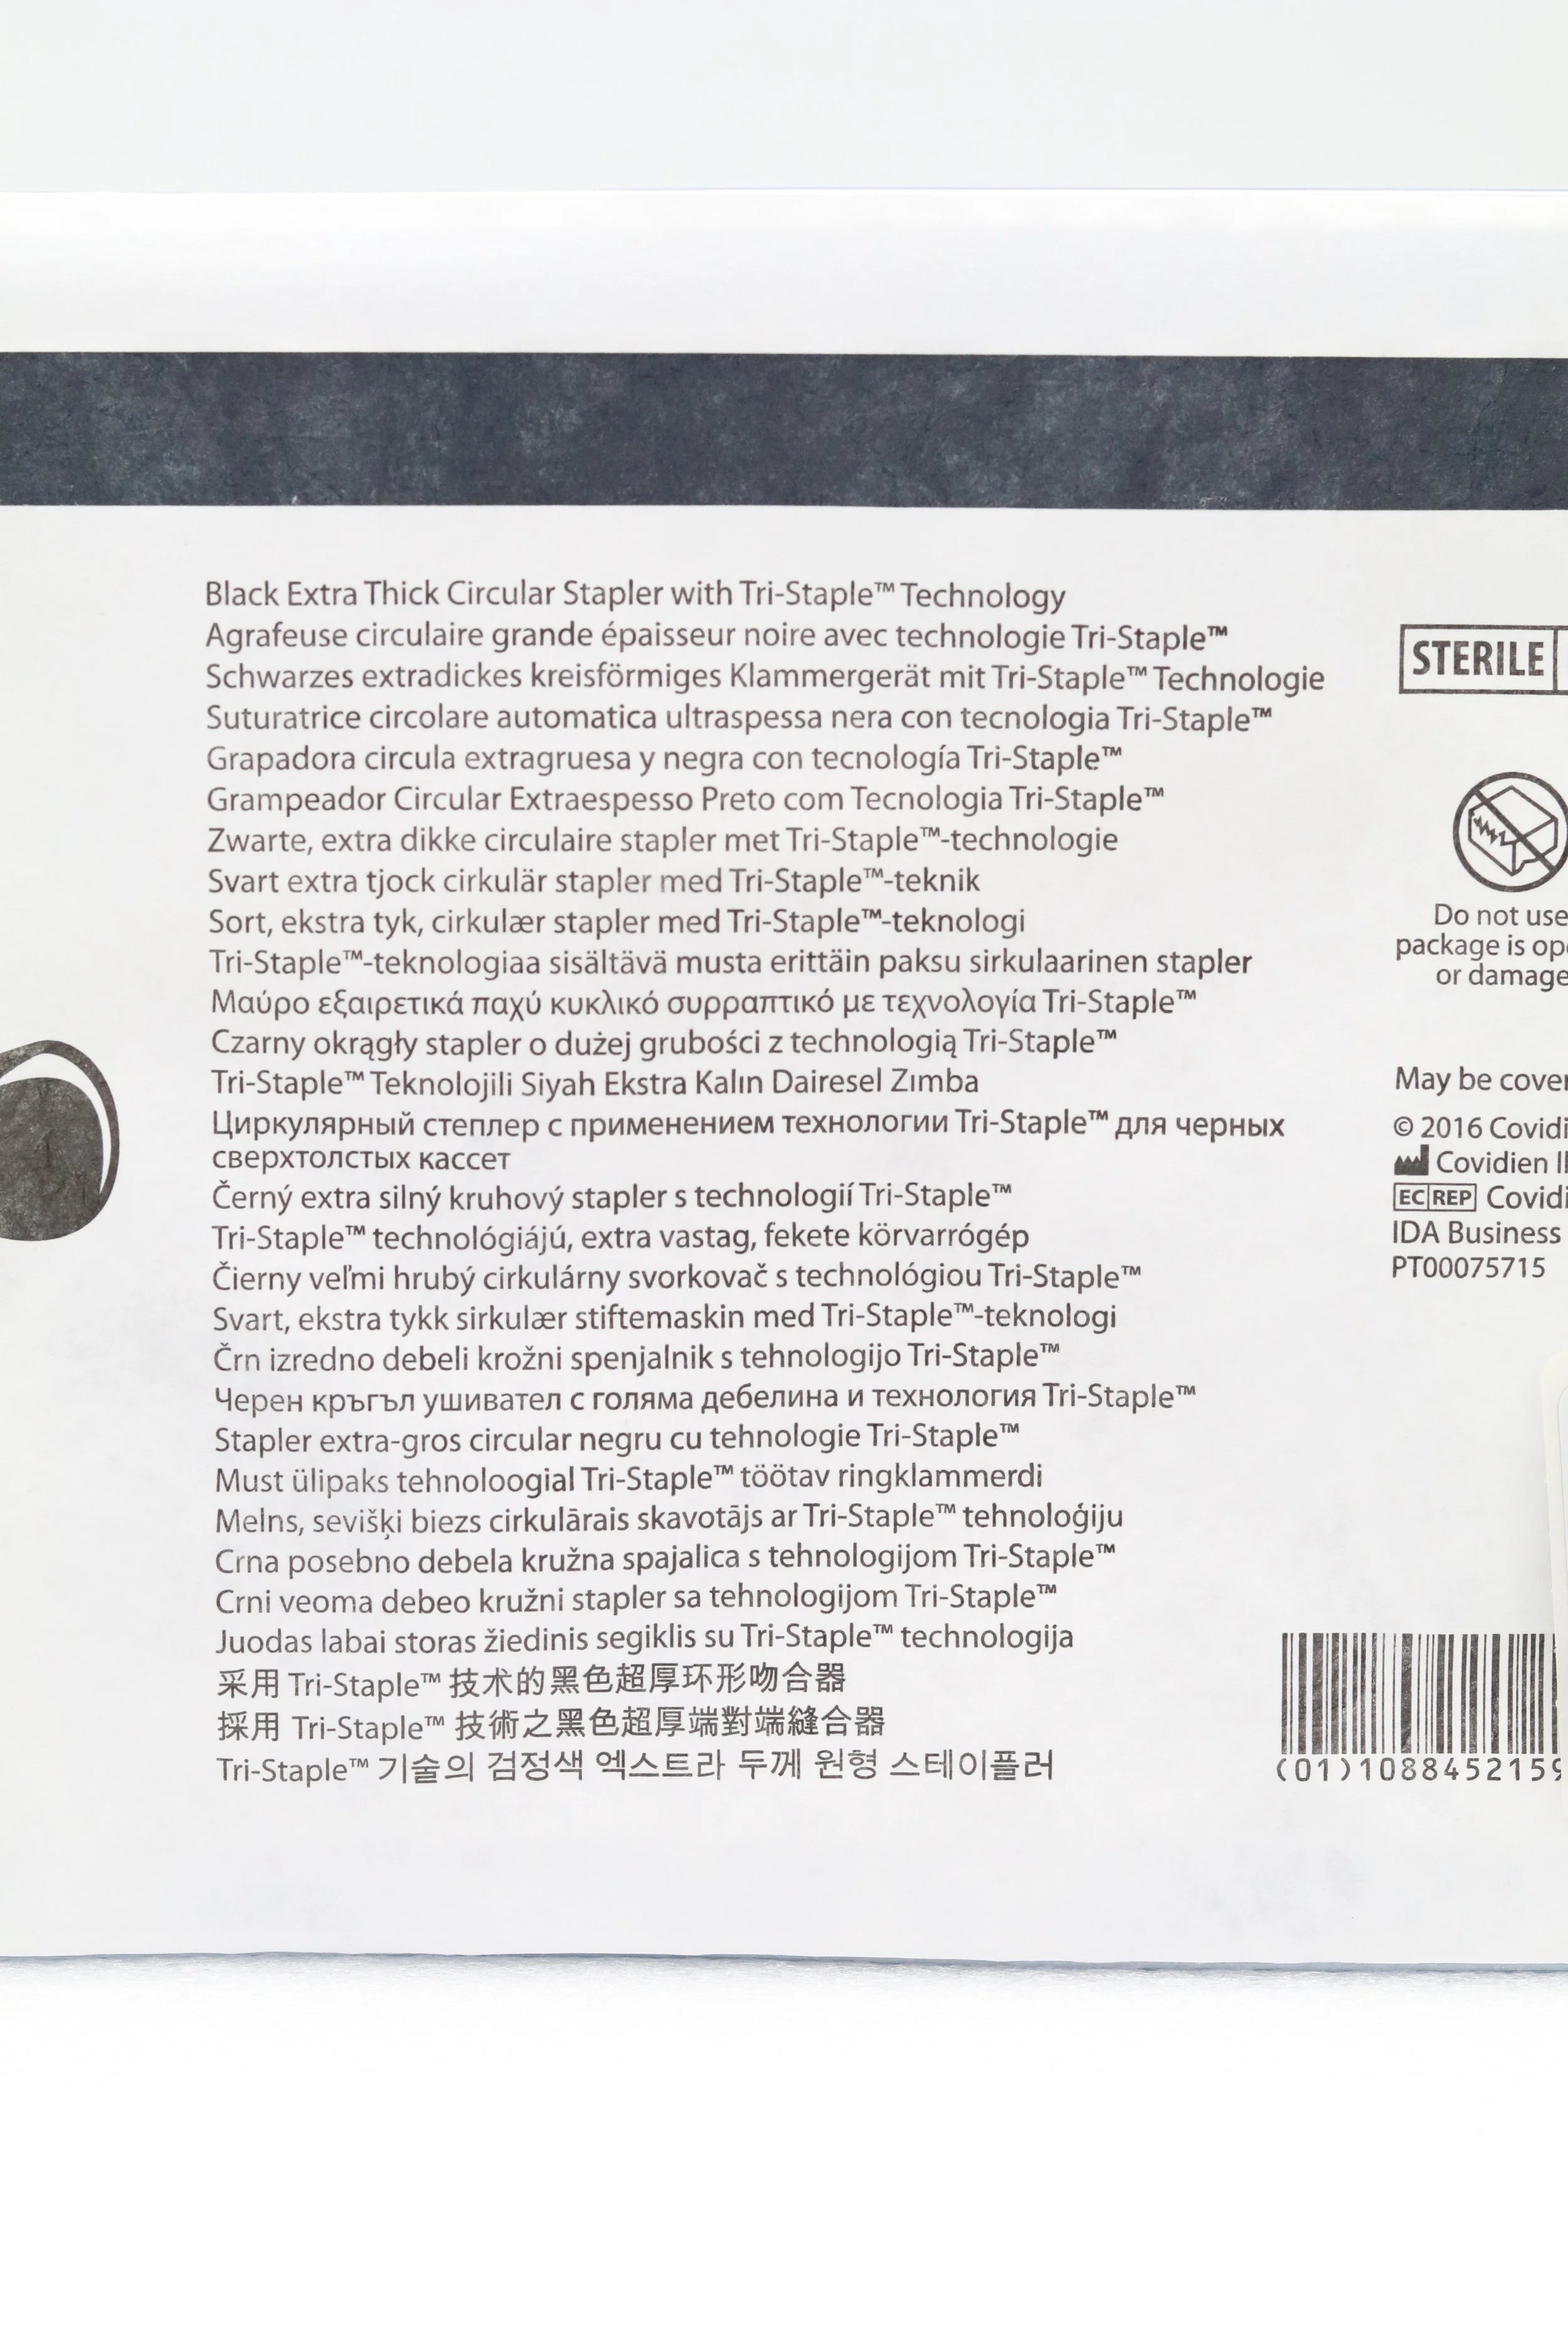 Black Extra Thick Circular Stapler with Tri-Staple™ Technology
Agrafeuse circulaire grande épaisseur noire avec technologie Tri-Staple™
Schwarzes extradickes kreisförmiges Klammergerät mit Tri-Staple™ Technologie
Suturatrice circolare automatica ultraspessa nera con tecnologia Tri-Staple™
Grapadora circula extragruesa y negra con tecnología Tri-Staple™
Grampeador Circular Extraespesso Preto com Tecnologia Tri-Staple™
Zwarte, extra dikke circulaire stapler met Tri-Staple™-technologie
Svart extra tjock cirkulär stapler med Tri-Staple™-teknik
Sort, ekstra tyk, cirkulær stapler med Tri-Staple™-teknologi
Tri-Staple™-teknologiaa sisältävä musta erittäin paksu sirkulaarinen stapler
Μαύρο εξαιρετικά παχύ κυκλικό συρραπτικό με τεχνολογία Tri-Staple™
Czarny okrągły stapler o dużej grubości z technologią Tri-Staple™
Tri-Staple™ Teknolojili Siyah Ekstra Kalın Dairesel Zımba
Циркулярный степлер с применением технологии Tri-Staple™ для черных
сверхтолстых кассет
Černý extra silný kruhový stapler s technologií Tri-Staple™
Tri-Staple™ technológiájú, extra vastag, fekete körvarrógép
Čierny veľmi hrubý cirkulárny svorkovač s technológiou Tri-Staple™
Svart, ekstra tykk sirkulær stiftemaskin med Tri-Staple™-teknologi
Črn izredno debeli krožni spenjalnik s tehnologijo Tri-Staple™
Черен кръгъл ушивател с голяма дебелина и технология Tri-Staple™
Stapler extra-gros circular negru cu tehnologie Tri-Staple™
Must ülipaks tehnoloogial Tri-Staple™ töötav ringklammerdi
Melns, sevišķi biezs cirkulārais skavotājs ar Tri-Staple™ tehnoloģiju
Crna posebno debela kružna spajalica s tehnologijom Tri-Staple™
Crni veoma debeo kružni stapler sa tehnologijom Tri-Staple™
Juodas labai storas žiedinis segiklis su Tri-Staple™ technologija
采用 Tri-Staple™ 技术的黑色超厚环形吻合器
採用 Tri-Staple™ 技術之黑色超厚端對端縫合器
Tri-Staple™ 기술의 검정색 엑스트라 두께 원형 스테이플러
STERILE
Do not use
package is
or
May be
© 2016
Covidien
EC REP
IDA Business
PT00075715
(01)1088452159